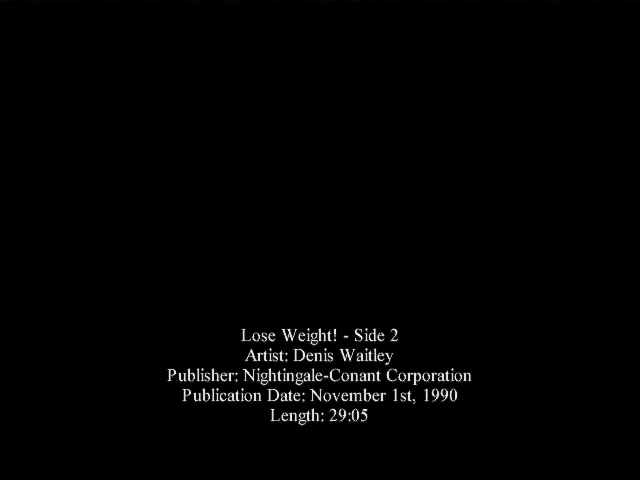 Lose Weight! - Side 2
Artist: Denis Waitley
Publisher: Nightingale-Conant Corporation
Publication Date: November 1st, 1990
Length: 29:05